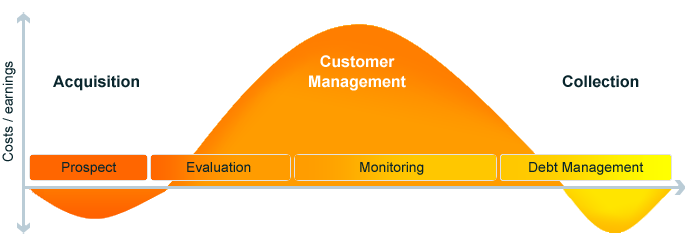 Costs / earnings
Acquisition
Customer
Management
Collection
Prospect
Evaluation
Monitoring
Debt Management